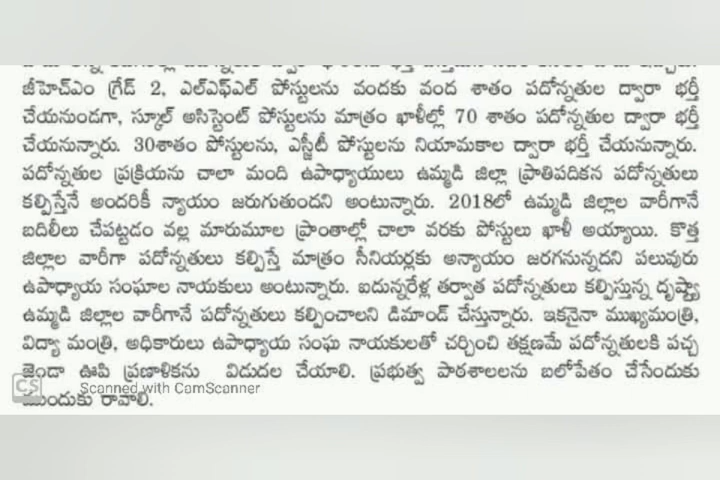 జీహెచ్ఎం గ్రేడ్ 2, ఎల్ఎఫ్ఎల్ పోస్టులను వందకు వంద శాతం పదోన్నతుల ద్వారా భర్తీ
చేయనుండగా, స్కూల్ అసిస్టెంట్ పోస్టులను మాత్రం ఖాళీల్లో 70 శాతం పదోన్నతుల ద్వారా భర్తీ
చేయనున్నారు. 30శాతం పోస్టులను, ఎస్జీటీ పోస్టులను నియామకాల ద్వారా భర్తీ చేయనున్నారు.
పదోన్నతుల ప్రక్రియను చాలా మంది ఉపాధ్యాయులు ఉమ్మడి జిల్లా ప్రాతిపదికన పదోన్నతులు
కల్పిస్తేనే అందరికీ న్యాయం జరుగుతుందని అంటున్నారు. 2018లో ఉమ్మడి జిల్లాల వారీగానే
బదిలీలు చేపట్టడం వల్ల మారుమూల ప్రాంతాల్లో చాలా వరకు పోస్టులు ఖాళీ అయ్యాయి. కొత్త
జిల్లాల వారీగా పదోన్నతులు కల్పిస్తే మాత్రం సీనియర్లకు అన్యాయం జరగనున్నదని పలువురు
ఉపాధ్యాయ సంఘాల నాయకులు అంటున్నారు. ఐదున్నరేళ్ల తర్వాత పదోన్నతులు కల్పిస్తున్న దృష్ట్యా
ఉమ్మడి జిల్లాల వారీగానే పదోన్నతులు కల్పించాలని డిమాండ్ చేస్తున్నారు. ఇకనైనా ముఖ్యమంత్రి,
విద్యా మంత్రి, అధికారులు ఉపాధ్యాయ సంఘ నాయకులతో చర్చించి తక్షణమే పదోన్నతులకి పచ్చ
జెండా ఊపి ప్రణాళికను విడుదల చేయాలి. ప్రభుత్వ పాఠశాలలను బలోపేతం చేసేందుకు
CS Scanned with CamScanner
ముందుకు రావాలి.